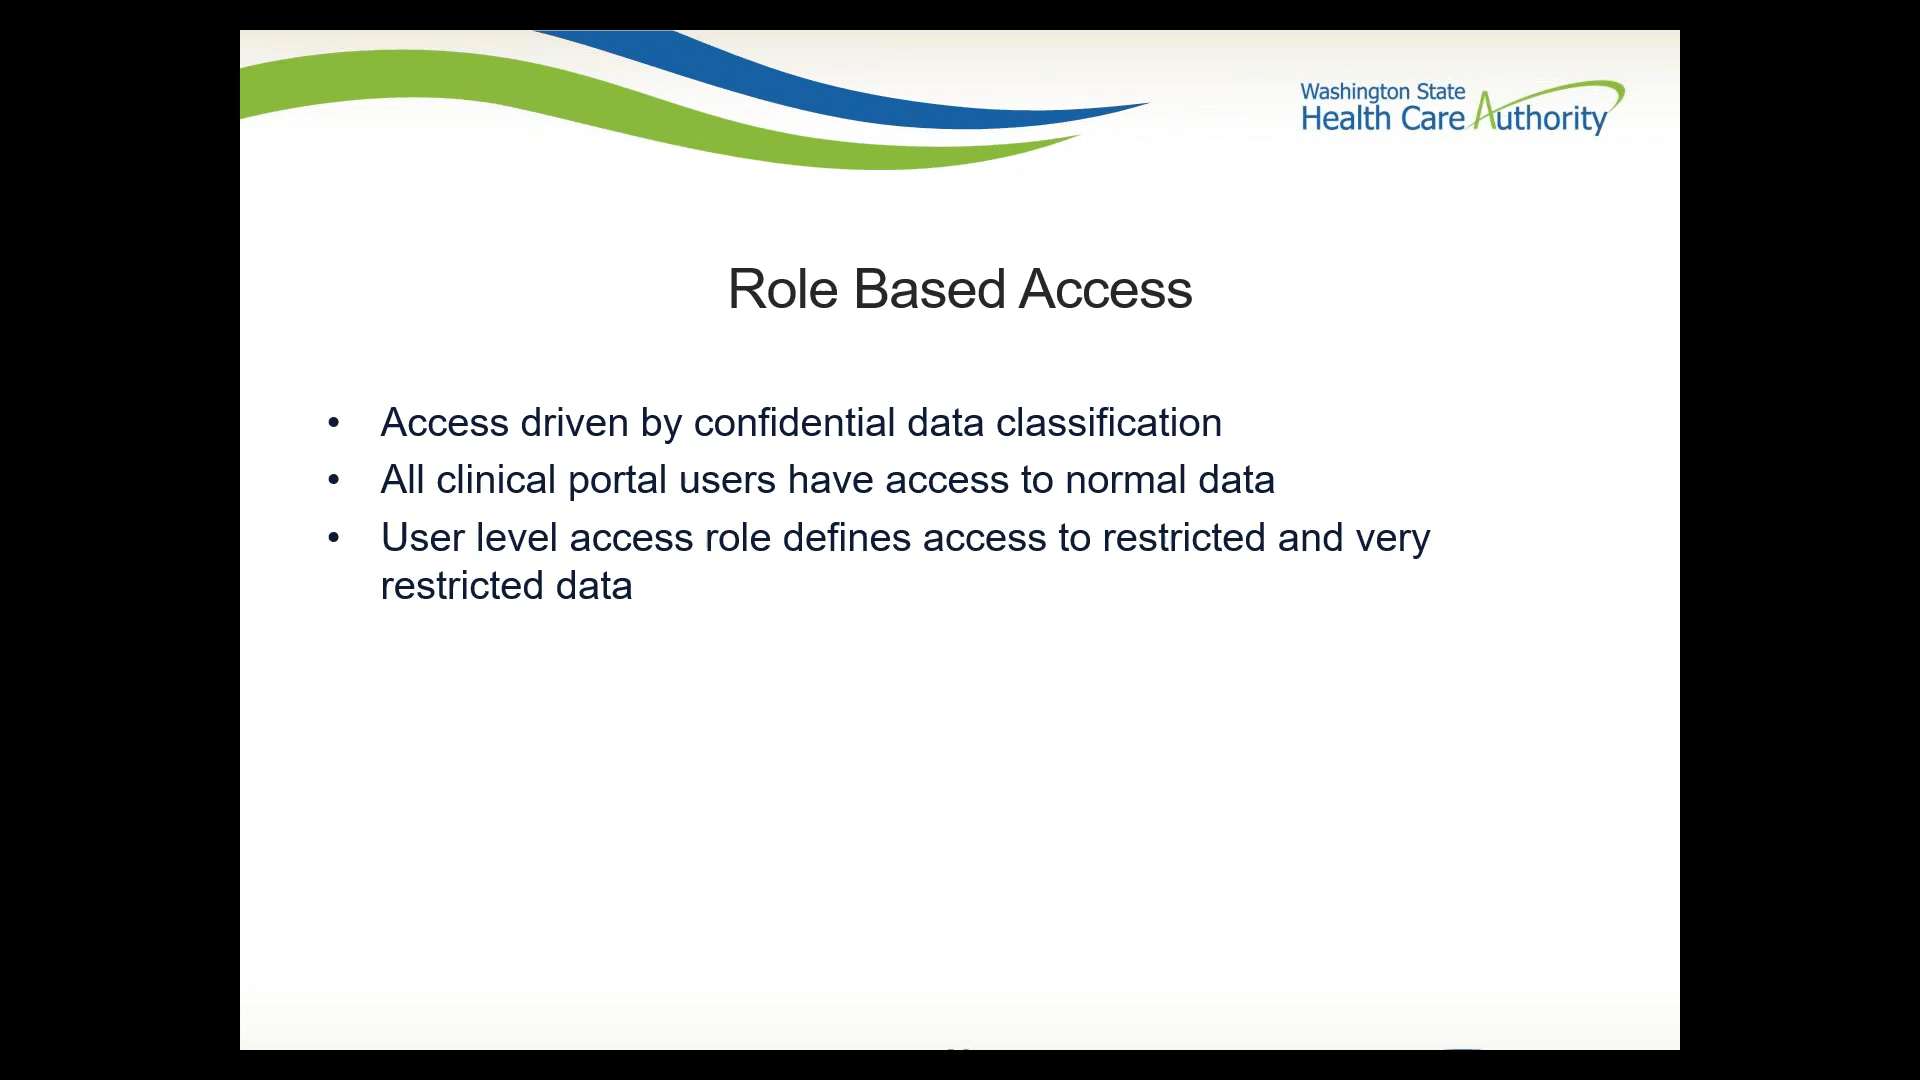 Washington State
Health Care Authority
Role Based Access
• Access driven by confidential data classification
• All clinical portal users have access to normal data
• User level access role defines access to restricted and very
restricted data